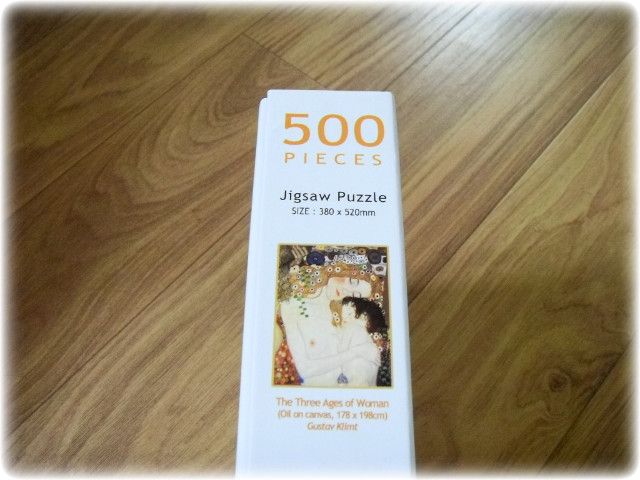 500
PIECES
Jigsaw Puzzle
SIZE : 380 x 520mm
The Three Ages of Woman
(Oil on canvas, 178 x 198cm)
Gustav Klimt